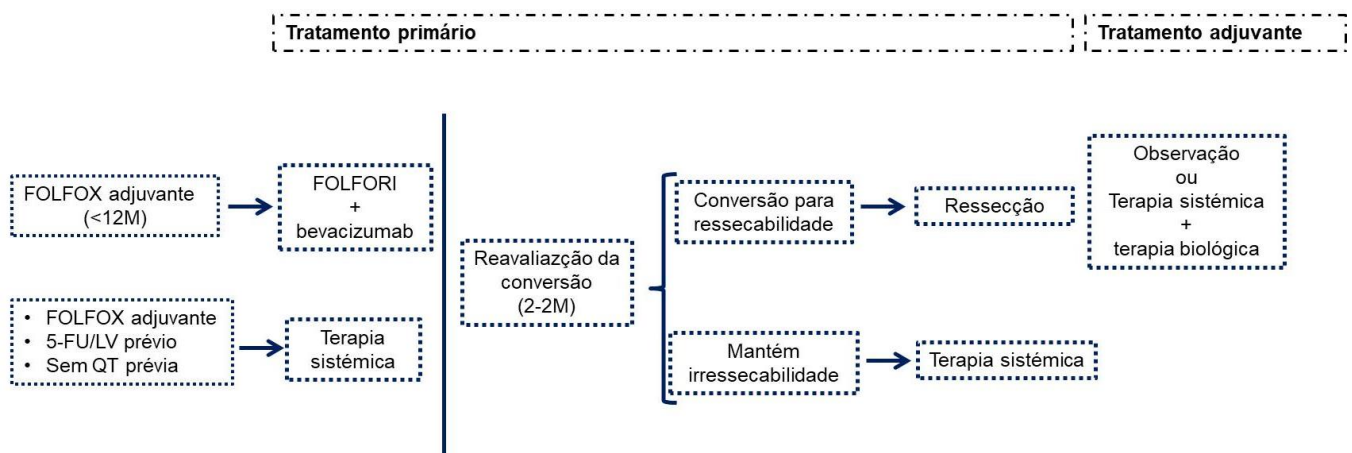 Tratamento primário
Tratamento adjuvante
FOLFOX adjuvante
(<12M)
FOLFORI
+
bevacizumab
• FOLFOX adjuvante
• 5-FU/LV prévio
• Sem QT prévia
Terapia
sistémica
Reavaliazção da
conversão
(2-2M)
Conversão para
ressecabilidade
Ressecção
Observação
ou
Terapia sistémica
+
terapia biológica
Mantém
irressecabilidade
Terapia sistémica